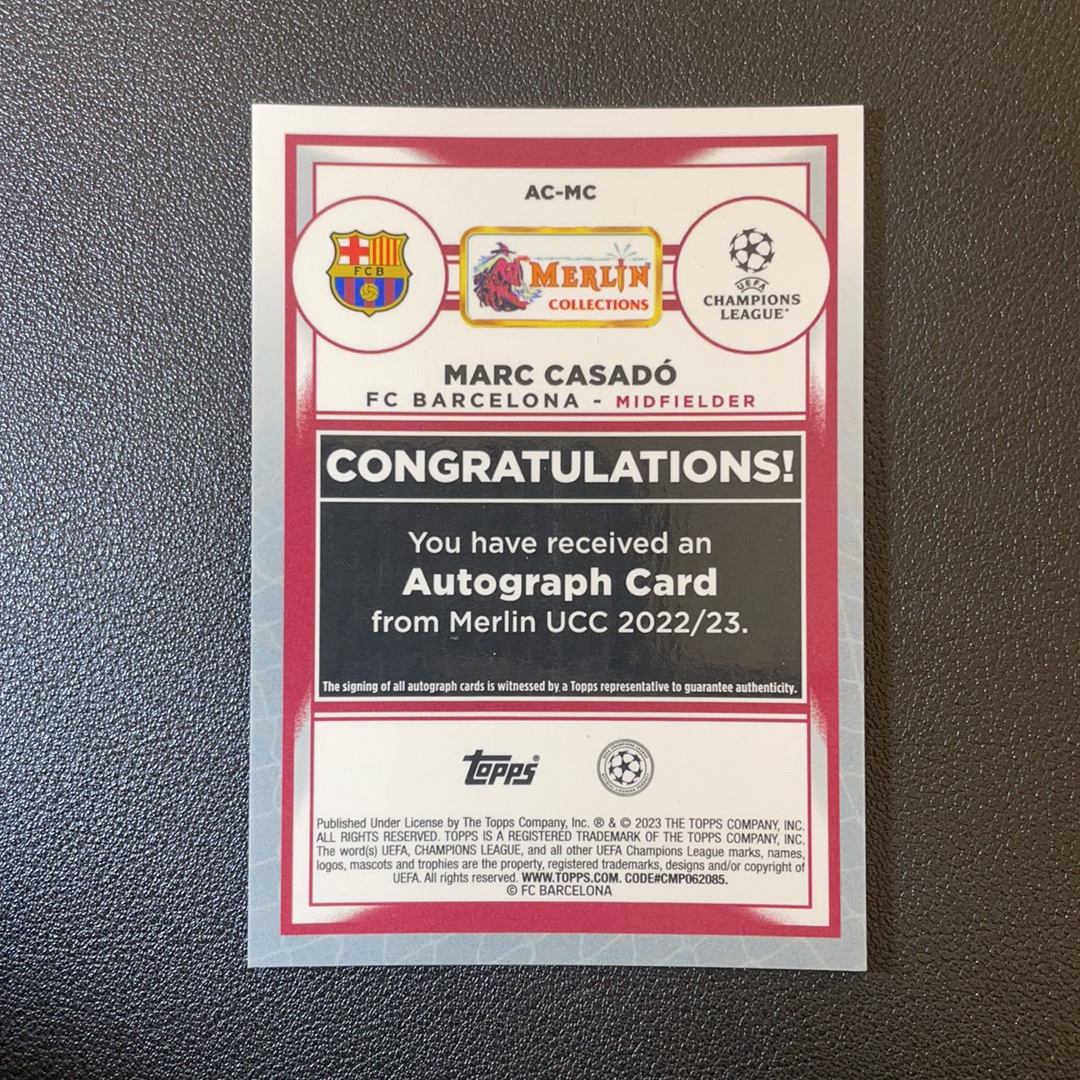 AC-MC
FCB
MERLIN
COLLECTIONS
UEFA
CHAMPIONS
LEAGUE
MARC CASADÓ
FC BARCELONA - MIDFIELDER
CONGRATULATIONS!
You have received an
Autograph Card
from Merlin UCC 2022/23.
The signing of all autograph cards is witnessed by a Topps representative to guarantee authenticity.
topps®
Published Under License by The Topps Company, Inc. ® & © 2023 THE TOPPS COMPANY, INC.
ALL RIGHTS RESERVED. TOPPS IS A REGISTERED TRADEMARK OF THE TOPPS COMPANY, INC.
The word(s) UEFA, CHAMPIONS LEAGUE, and all other UEFA Champions League marks, names,
logos, mascots and trophies are the property, registered trademarks, designs and/or copyright of
UEFA. All rights reserved. WWW.TOPPS.COM. CODE#CMP062085.
© FC BARCELONA